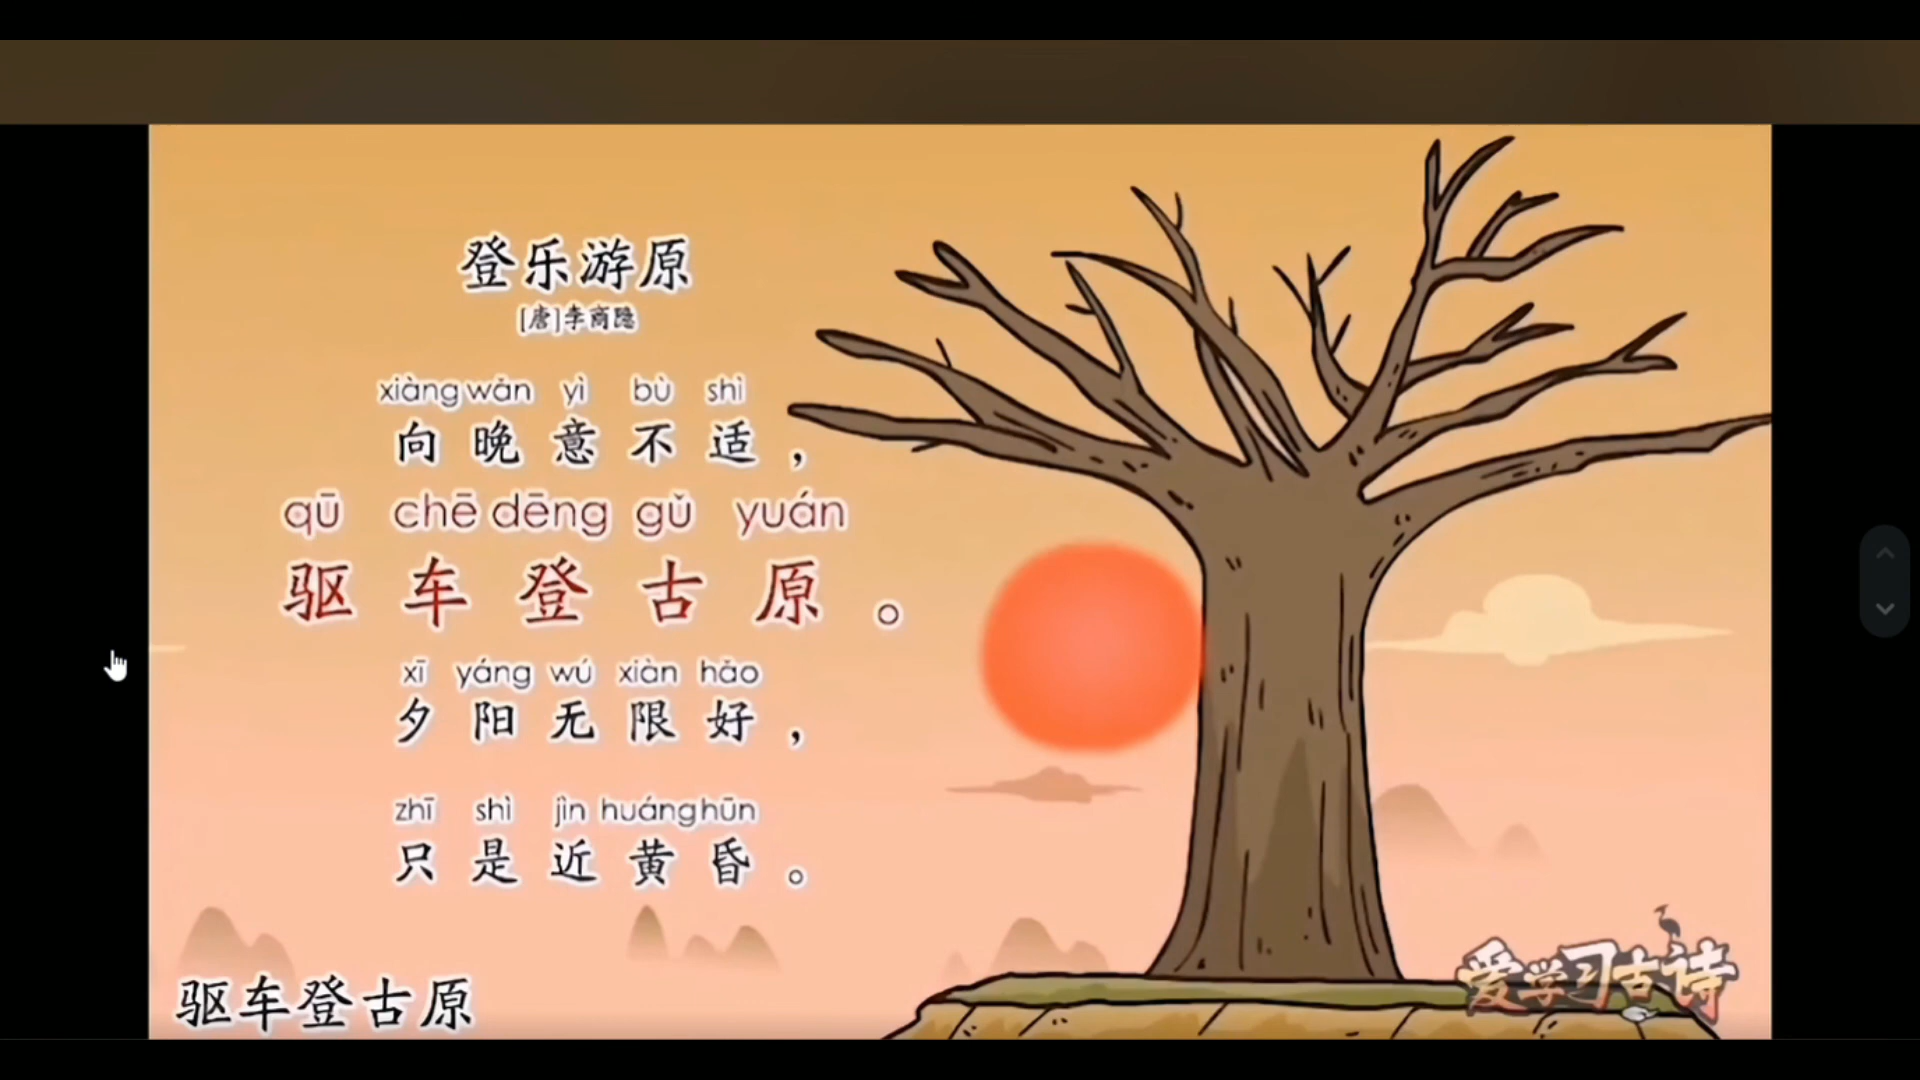 登乐游原
[唐]李商隐
xiàng wǎn yì bù shì
向晚意不适，
qū chē dēng gǔ yuán
驱车登古原。
xī yáng wú xiàn hǎo
夕阳无限好，
zhǐ shì jìn huáng hūn
只是近黄昏。
驱车登古原
爱学习古诗